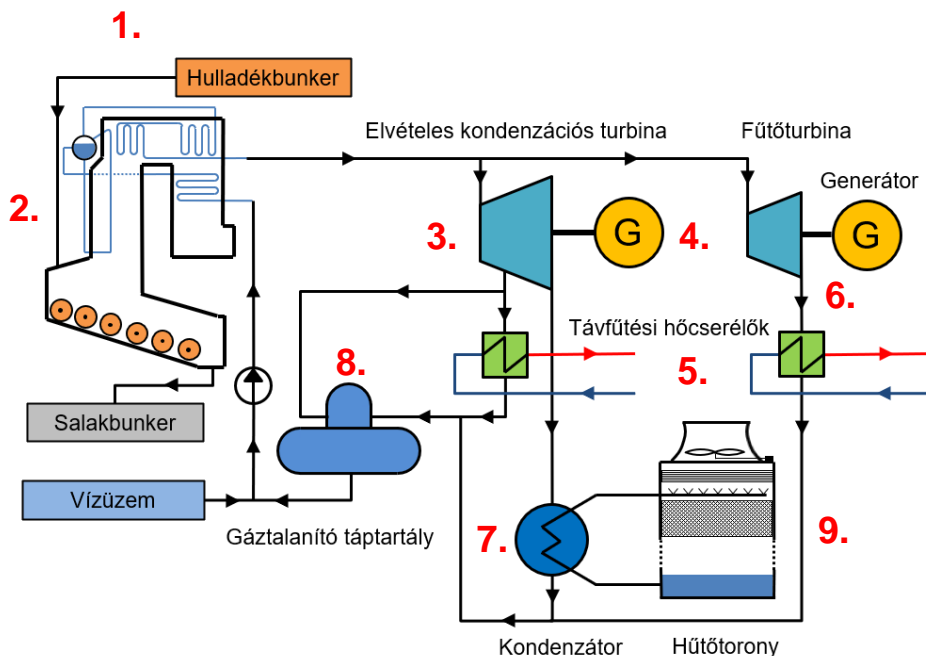 1.
Hulladékbunker
Elvételes kondenzációs turbina
Fűtőturbina
Generátor
2.
3.
G
4.
G
6.
Távfűtési hőcserélők
5.
8.
Salakbunker
Vízüzem
Gáztalanító táptartály
7.
9.
Kondenzátor
Hűtőtorony